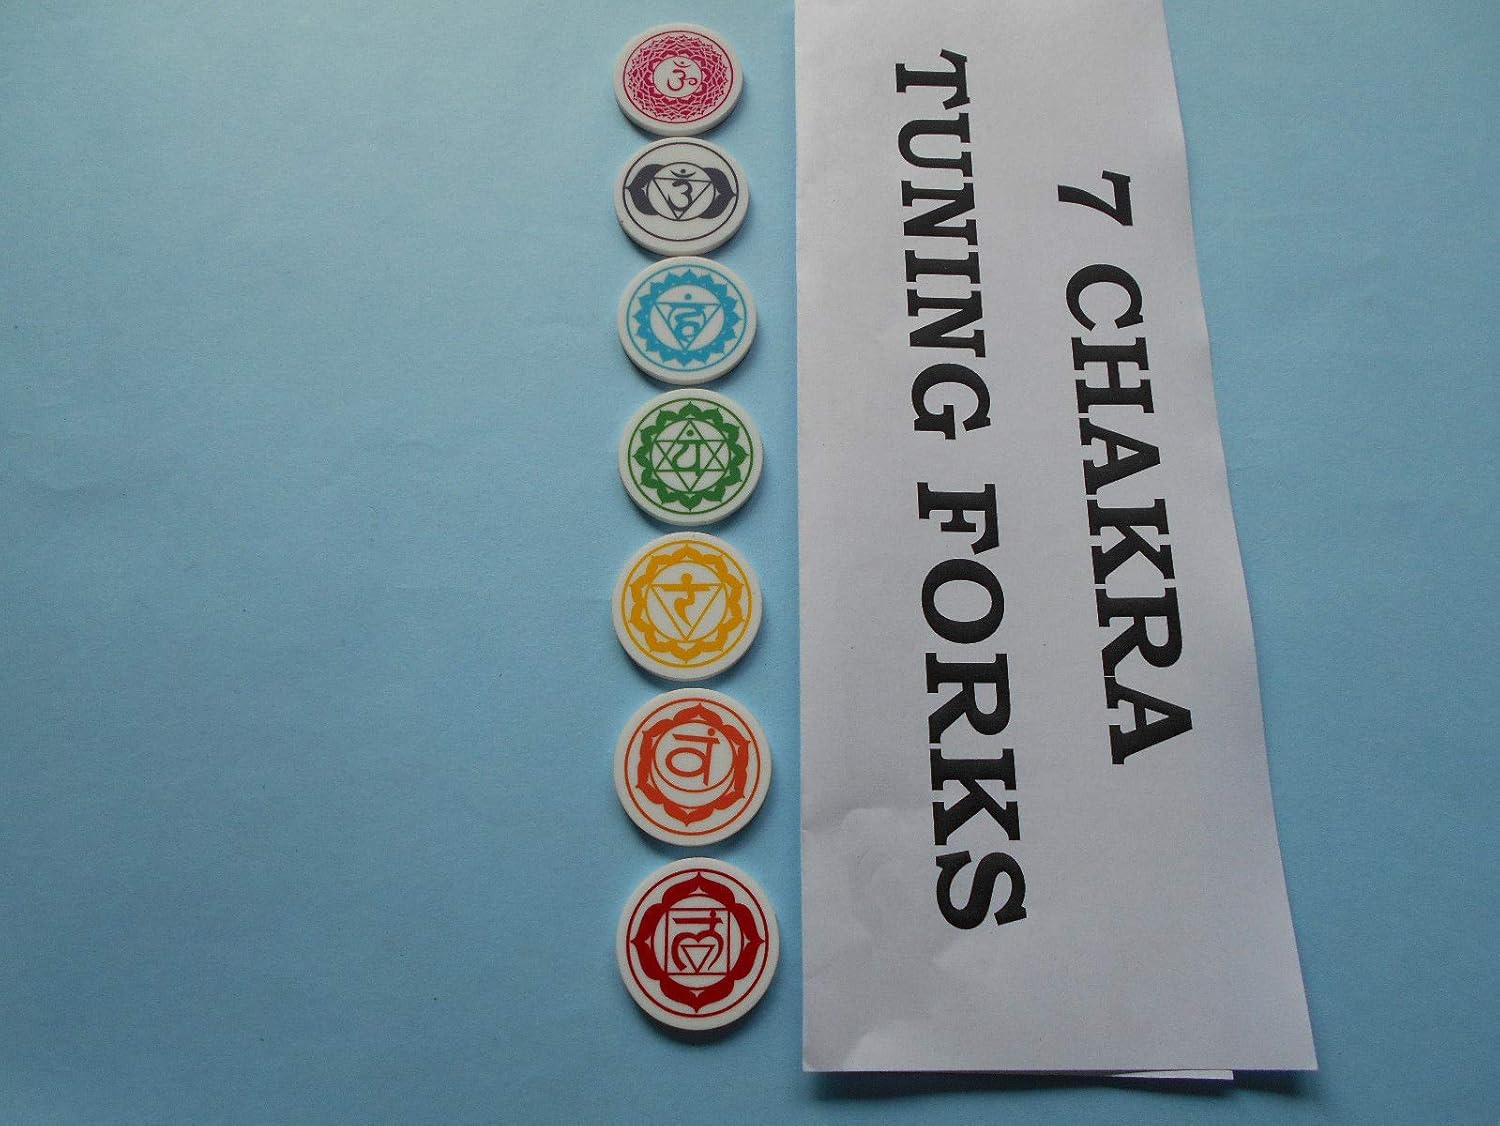 7 CHAKRA
TUNING FORKS
ॐ
ॐ
हं
यं
रं
वं
लं